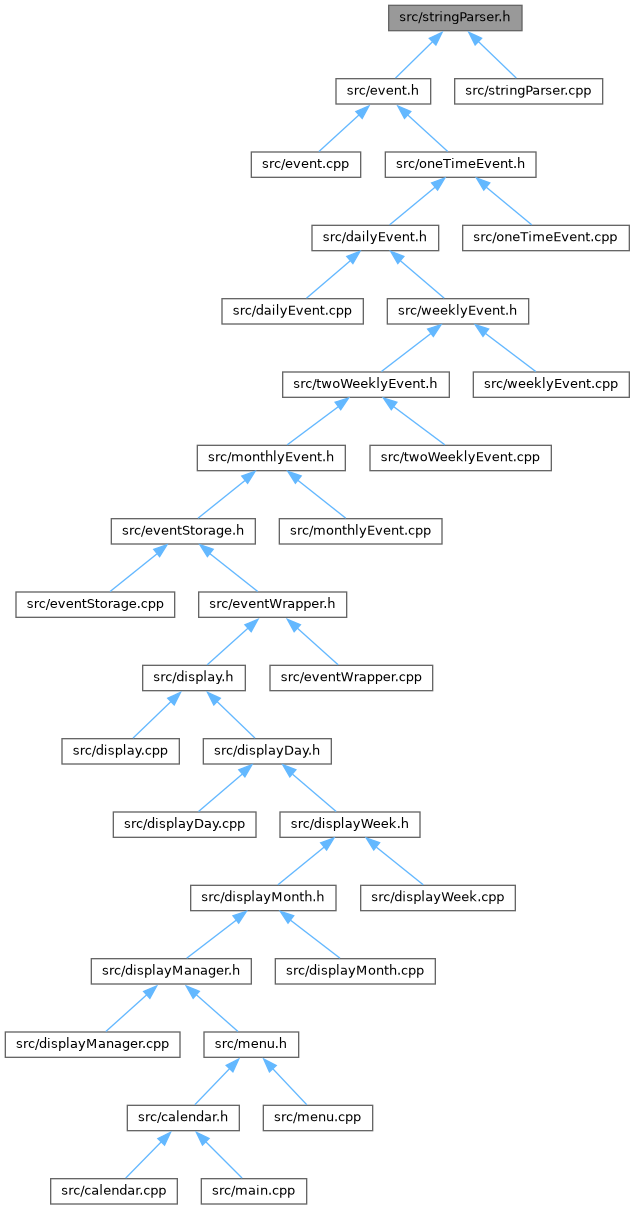 src/stringParser.h
src/event.h
src/stringParser.cpp
src/event.cpp
src/oneTimeEvent.h
src/dailyEvent.h
src/oneTimeEvent.cpp
src/dailyEvent.cpp
src/weeklyEvent.h
src/twoWeeklyEvent.h
src/weeklyEvent.cpp
src/monthlyEvent.h
src/twoWeeklyEvent.cpp
src/eventStorage.h
src/monthlyEvent.cpp
src/eventStorage.cpp
src/eventWrapper.h
src/display.h
src/eventWrapper.cpp
src/display.cpp
src/displayDay.h
src/displayDay.cpp
src/displayWeek.h
src/displayMonth.h
src/displayWeek.cpp
src/displayManager.h
src/displayMonth.cpp
src/displayManager.cpp
src/menu.h
src/calendar.h
src/menu.cpp
src/calendar.cpp
src/main.cpp